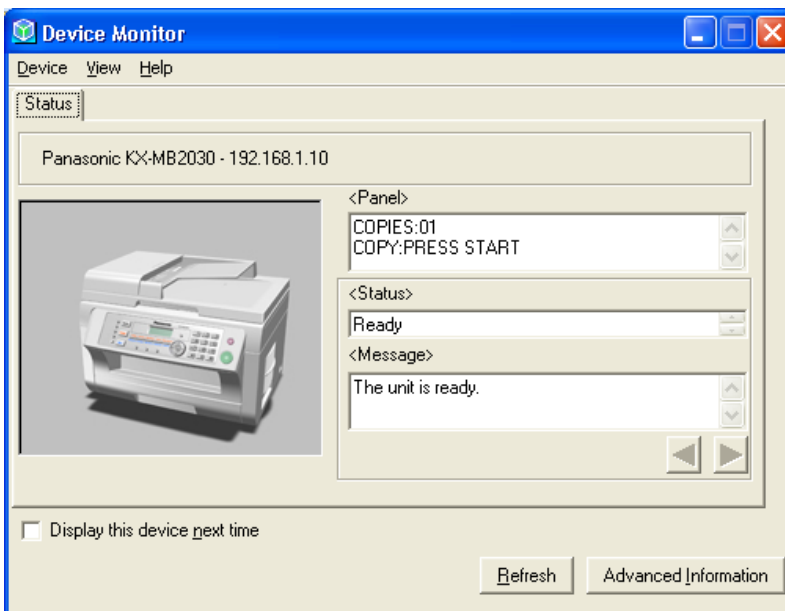 Device Monitor
Device View Help
Status
Panasonic KX-MB2030 - 192.168.1.10
<Panel>
COPIES:01
COPY:PRESS START
<Status>
Ready
<Message>
The unit is ready.
Display this device next time
Refresh
Advanced Information